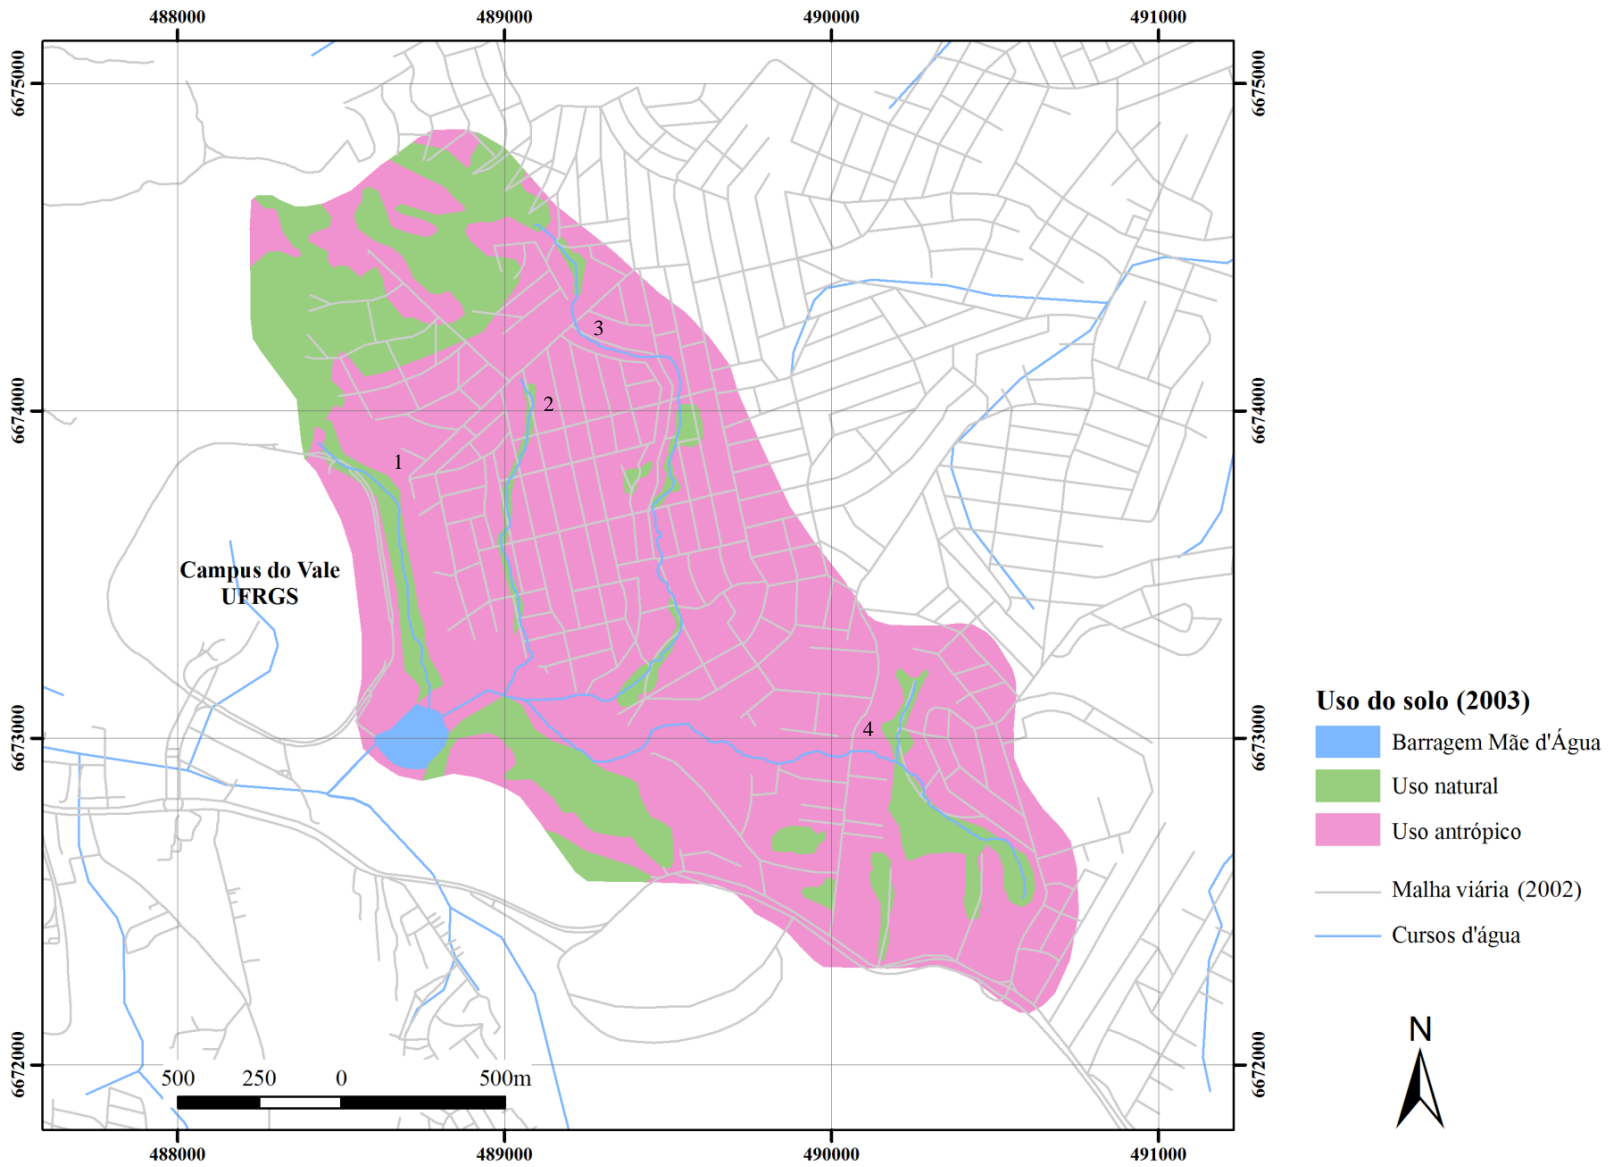 488000 489000 490000 491000
6675000 6675000
3
6674000 6674000
2
1
Campus do Vale
UFRGS
4
6673000 6673000
Uso do solo (2003)
Barragem Mãe d'Água
Uso natural
Uso antrópico
Malha viária (2002)
Cursos d'água
N
6672000 6672000
500 250 0 500m
488000 489000 490000 491000